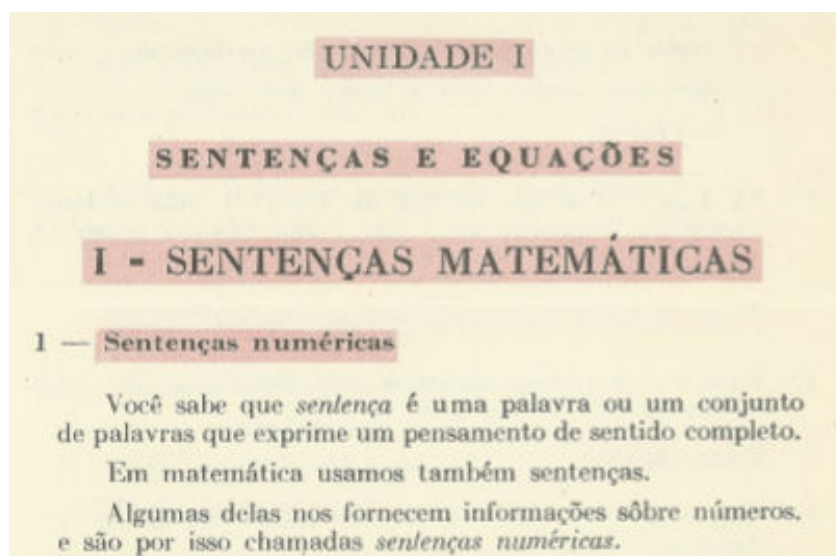 UNIDADE I
SENTENÇAS E EQUAÇÕES
I - SENTENÇAS MATEMÁTICAS
1 — Sentenças numéricas
Você sabe que sentença é uma palavra ou um conjunto
de palavras que exprime um pensamento de sentido completo.
Em matemática usamos também sentenças.
Algumas delas nos fornecem informações sôbre números.
e são por isso chamadas sentenças numéricas.